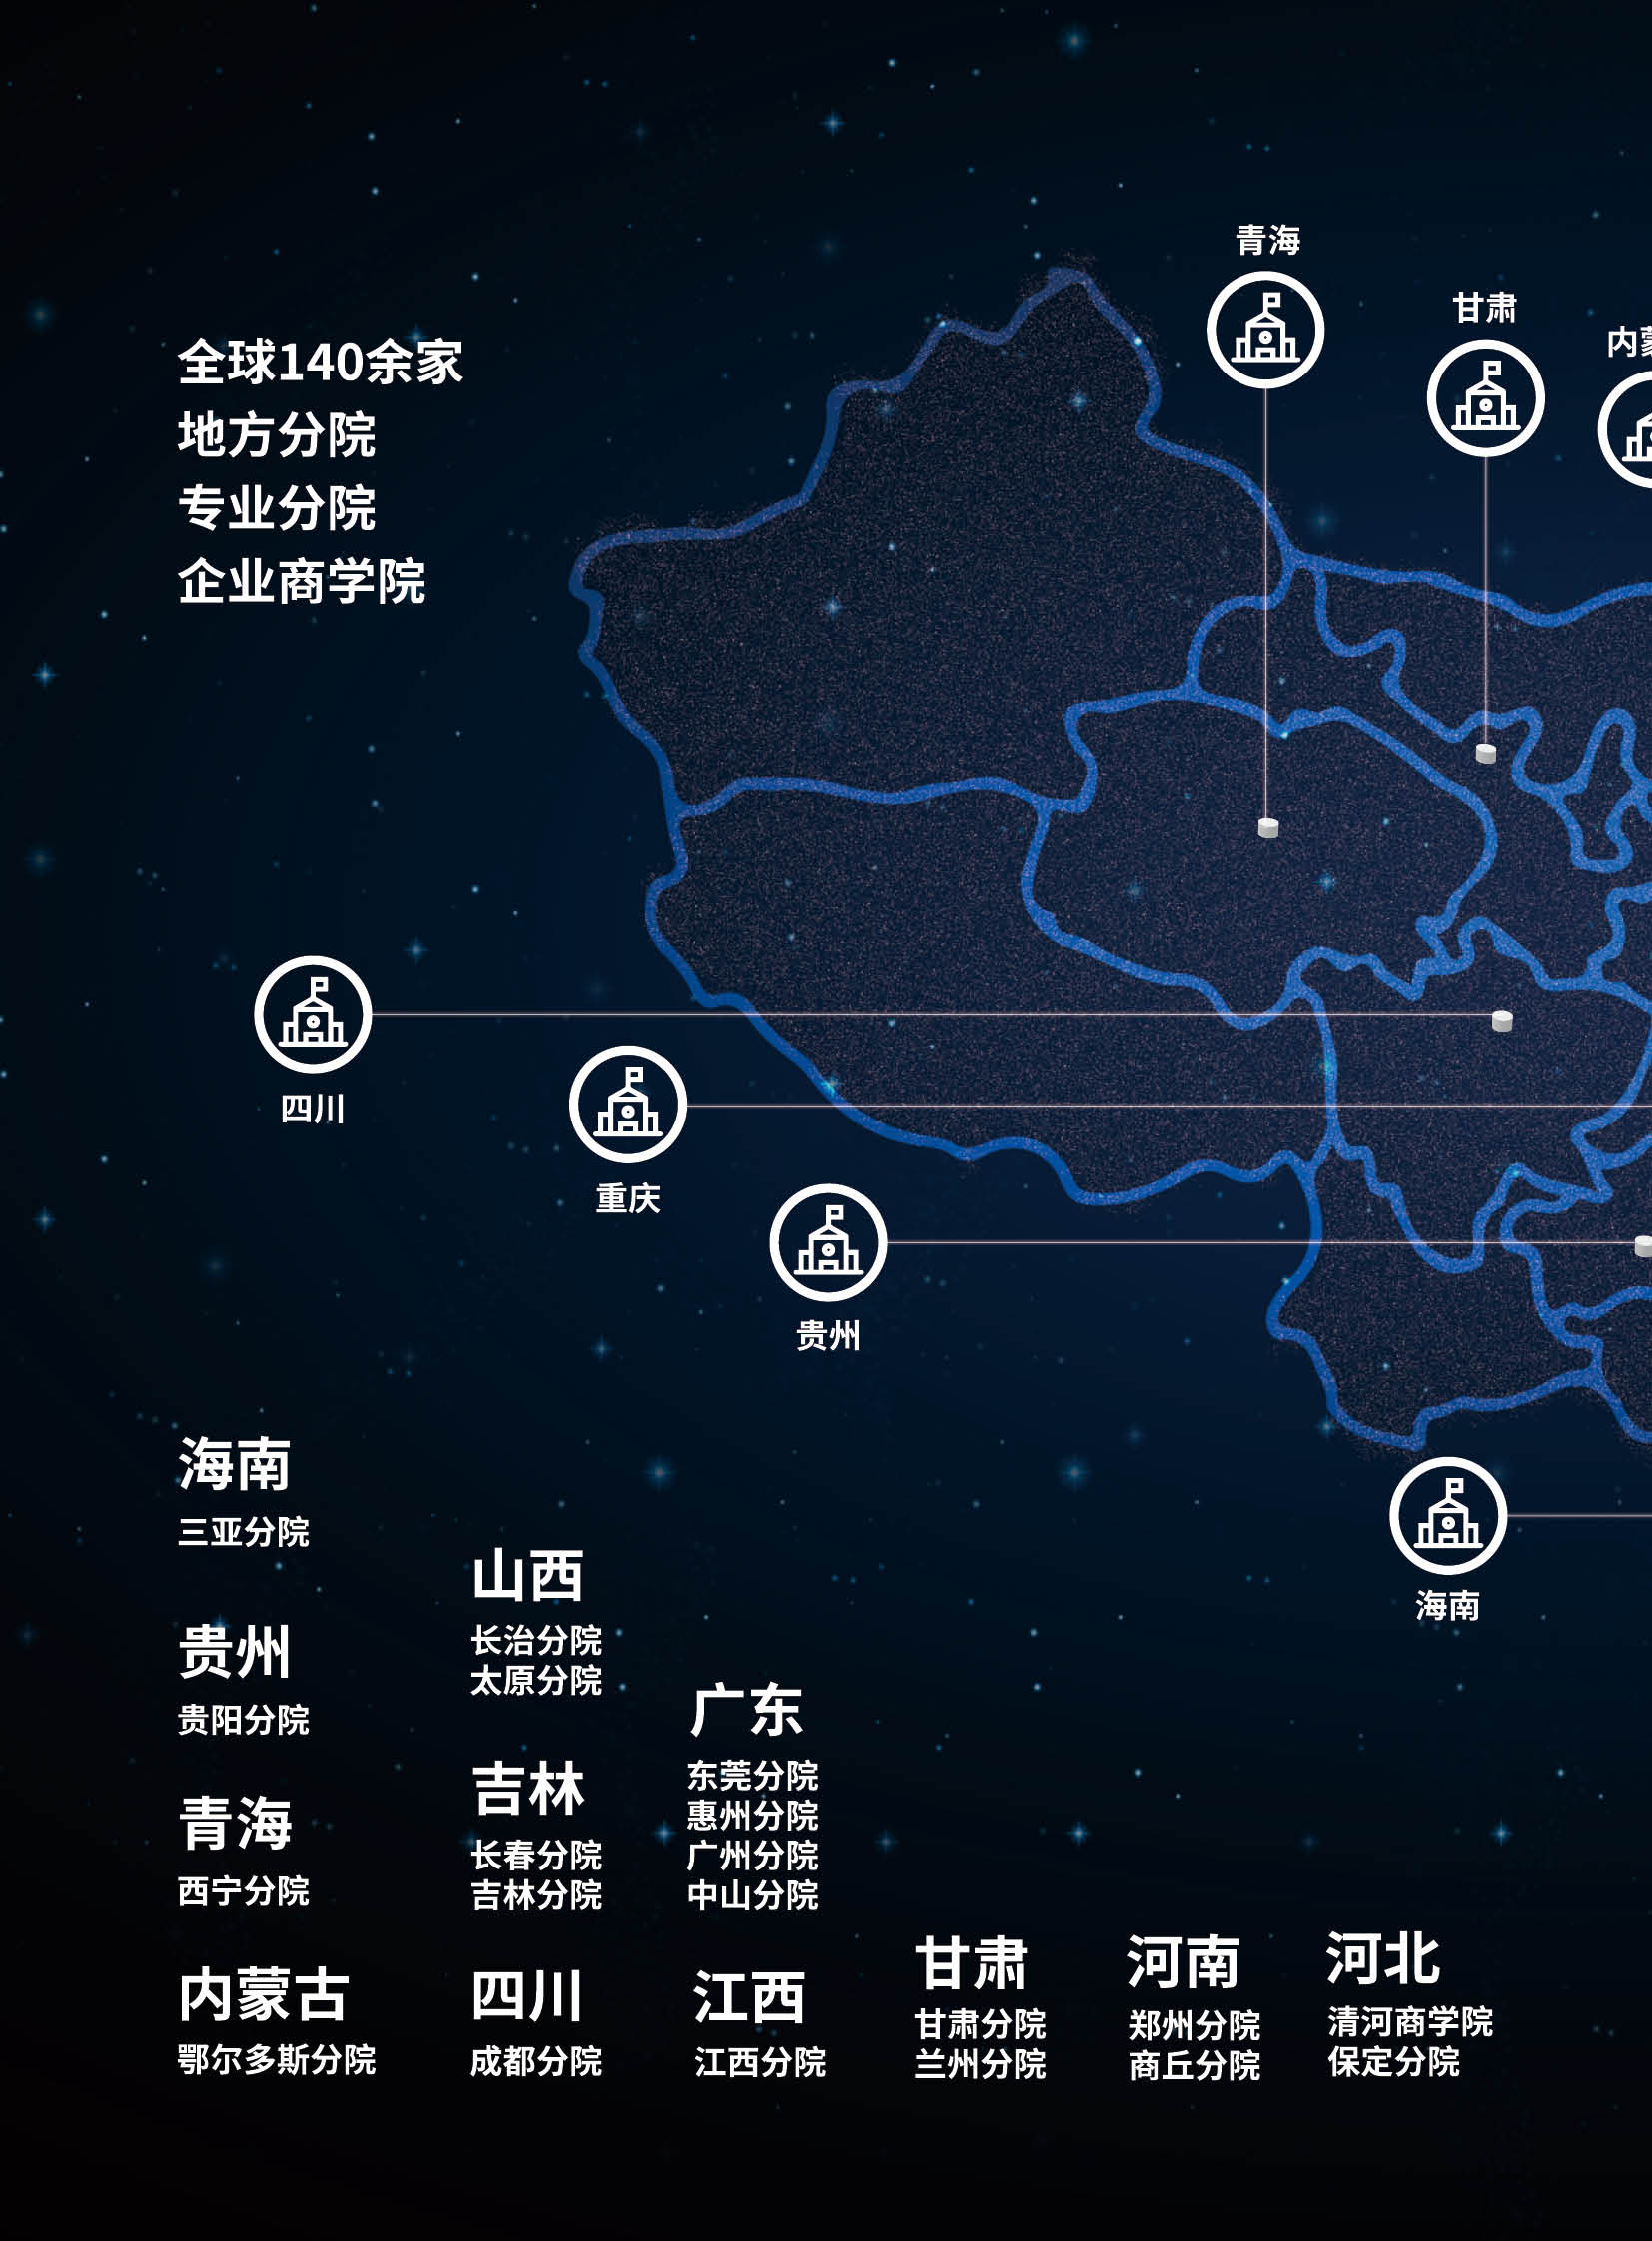 青海
甘肃
内蒙
全球140余家
地方分院
专业分院
企业商学院
四川
重庆
贵州
海南
海南
三亚分院
贵州
贵阳分院
青海
西宁分院
内蒙古
鄂尔多斯分院
山西
长治分院
太原分院
吉林
长春分院
吉林分院
四川
成都分院
广东
东莞分院
惠州分院
广州分院
中山分院
江西
江西分院
甘肃
甘肃分院
兰州分院
河南
郑州分院
商丘分院
河北
清河商学院
保定分院